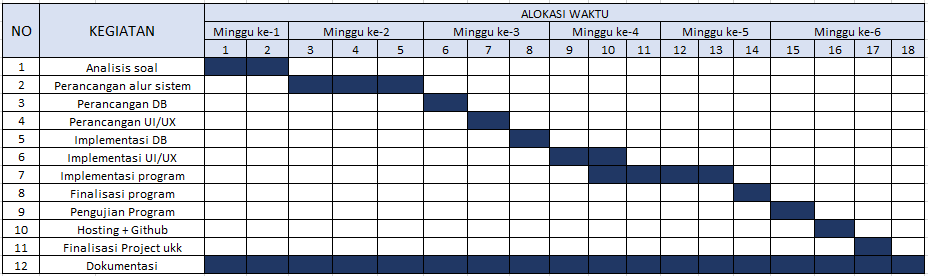 NO KEGIATAN ALOKASI WAKTU
Minggu ke-1 Minggu ke-2 Minggu ke-3 Minggu ke-4 Minggu ke-5 Minggu ke-6
1 2 3 4 5 6 7 8 9 10 11 12 13 14 15 16 17 18
1 Analisis soal
2 Perancangan alur sistem
3 Perancangan DB
4 Perancangan UI/UX
5 Implementasi DB
6 Implementasi UI/UX
7 Implementasi program
8 Finalisasi program
9 Pengujian Program
10 Hosting + Github
11 Finalisasi Project ukk
12 Dokumentasi